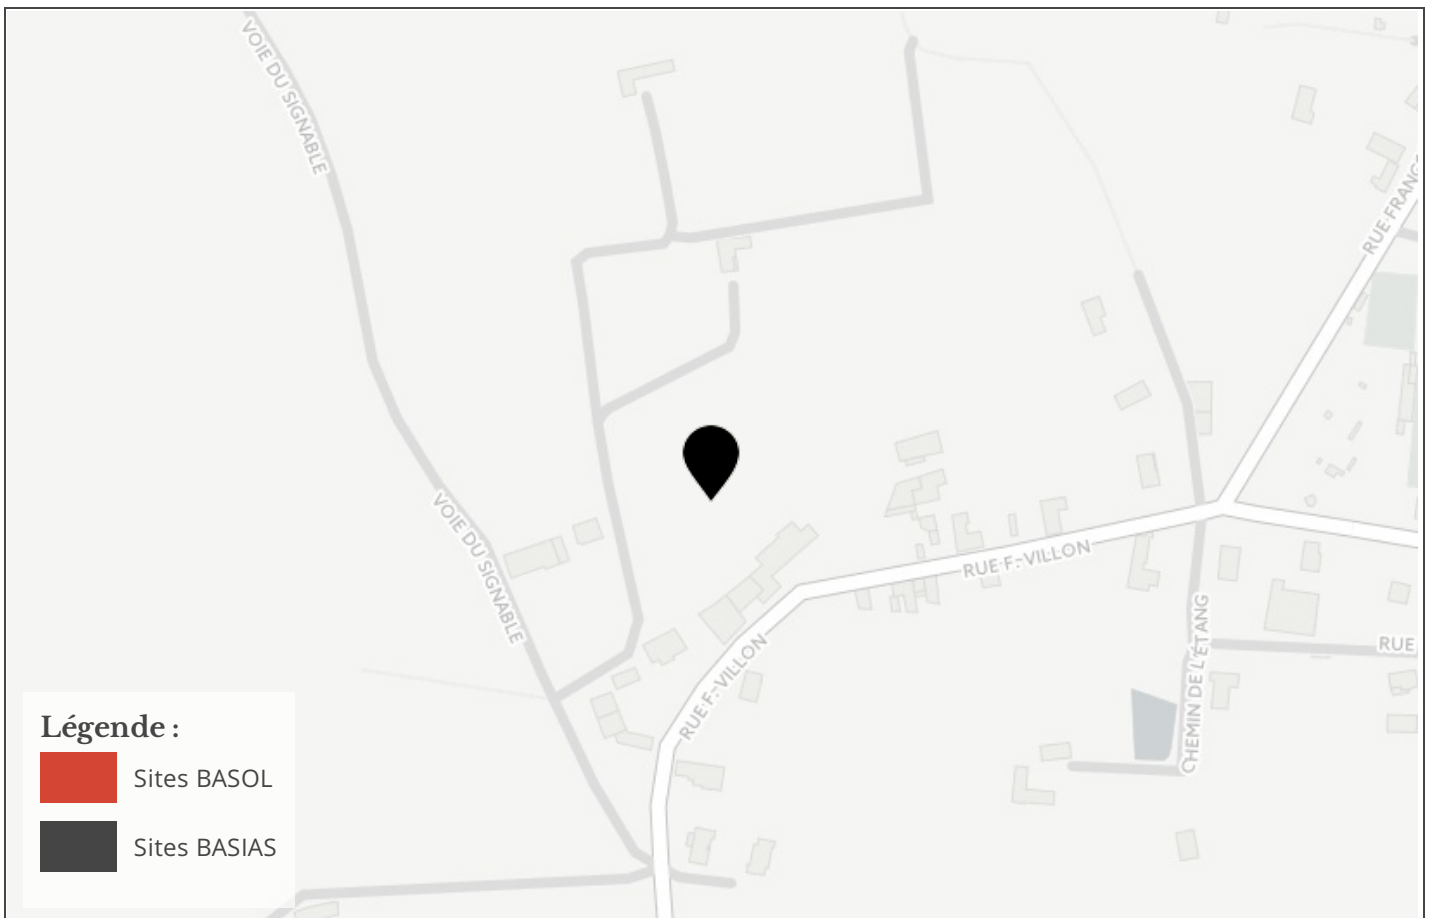 VOIE DU SIGNABLE
RUE FRANÇ
VOIE DU SIGNABLE
RUE F.-VILLON
CHEMIN DE L'ÉTANG
RUE
RUE F.-VILLON
Légende :
Sites BASOL
Sites BASIAS